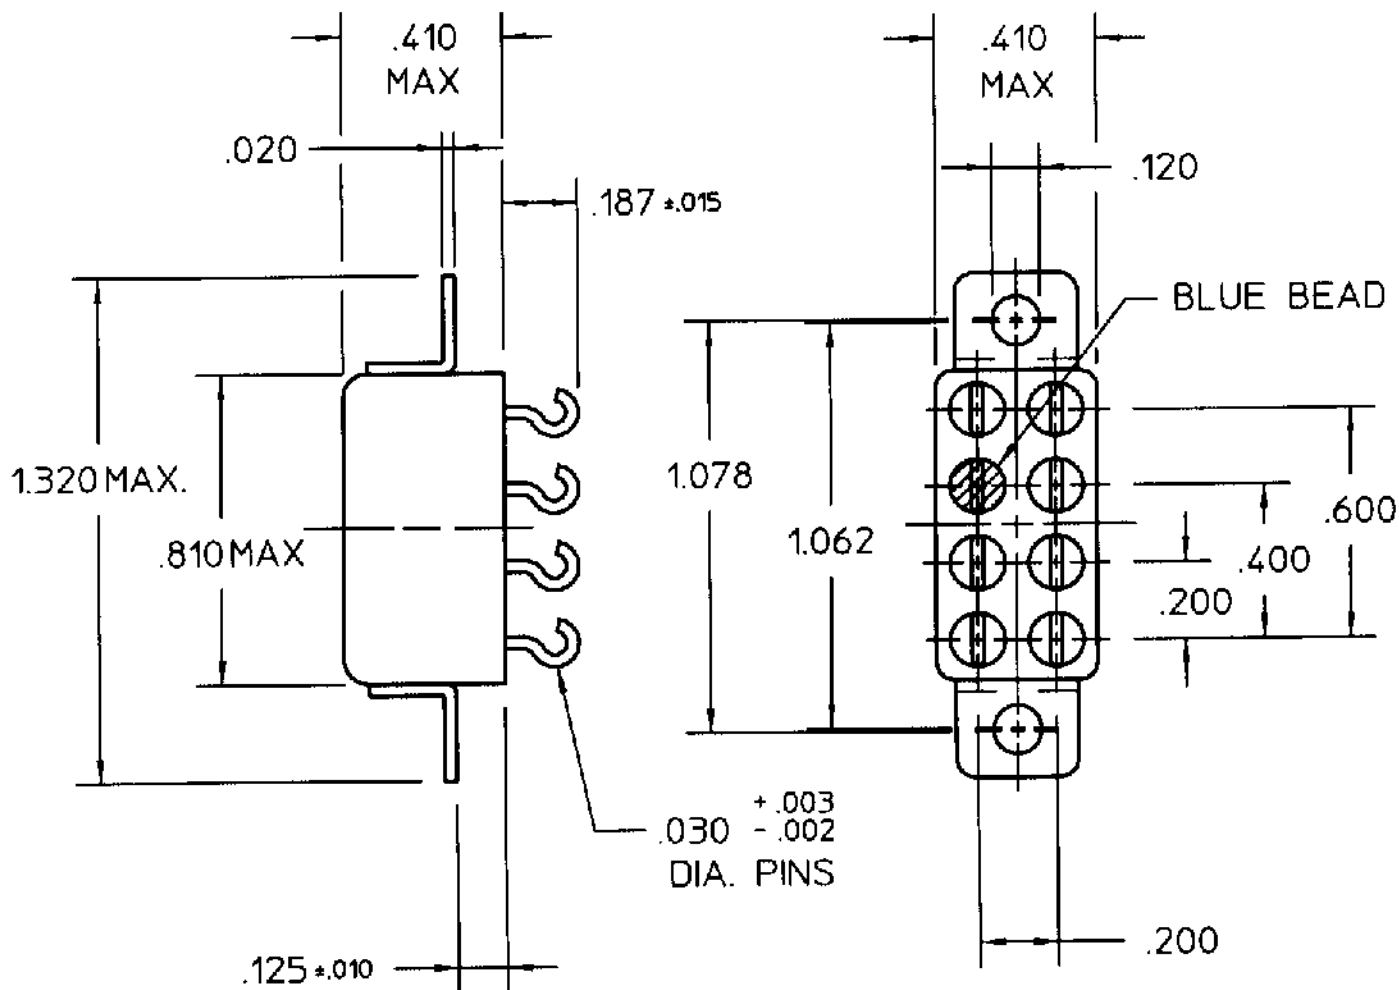 .410
MAX
.410
MAX
.020
.120
.187 ±.015
BLUE BEAD
1.320 MAX.
1.078
.600
.810 MAX
1.062
.400
.200
+ .003
.030 - .002
DIA. PINS
.200
.125 ±.010